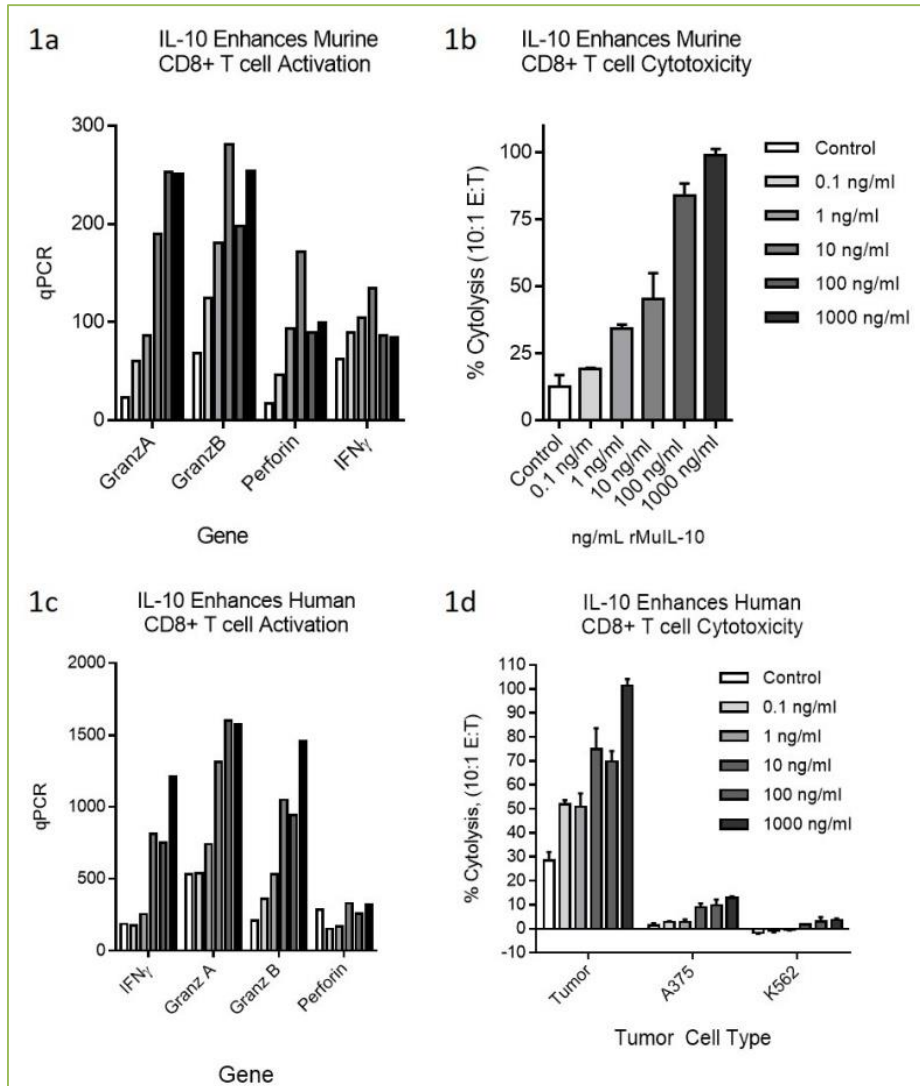 1a
IL-10 Enhances Murine
CD8+ T cell Activation
300
200
100
0
qPCR
GranzA
GranzB
Perforin
IFNγ
Gene
1b
IL-10 Enhances Murine
CD8+ T cell Cytotoxicity
100
75
50
25
0
% Cytolysis (10:1 E:T)
Control
0.1 ng/m
1 ng/ml
10 ng/ml
100 ng/ml
1000 ng/ml
ng/mL rMuIL-10
Control
0.1 ng/ml
1 ng/ml
10 ng/ml
100 ng/ml
1000 ng/ml
1c
IL-10 Enhances Human
CD8+ T cell Activation
2000
1500
1000
500
0
qPCR
IFNγ
Granz A
Granz B
Perforin
Gene
1d
IL-10 Enhances Human
CD8+ T cell Cytotoxicity
110
100
90
80
70
60
50
40
30
20
10
0
-10
% Cytolysis, (10:1 E:T)
Control
0.1 ng/ml
1 ng/ml
10 ng/ml
100 ng/ml
1000 ng/ml
Tumor
A375
K562
Tumor Cell Type